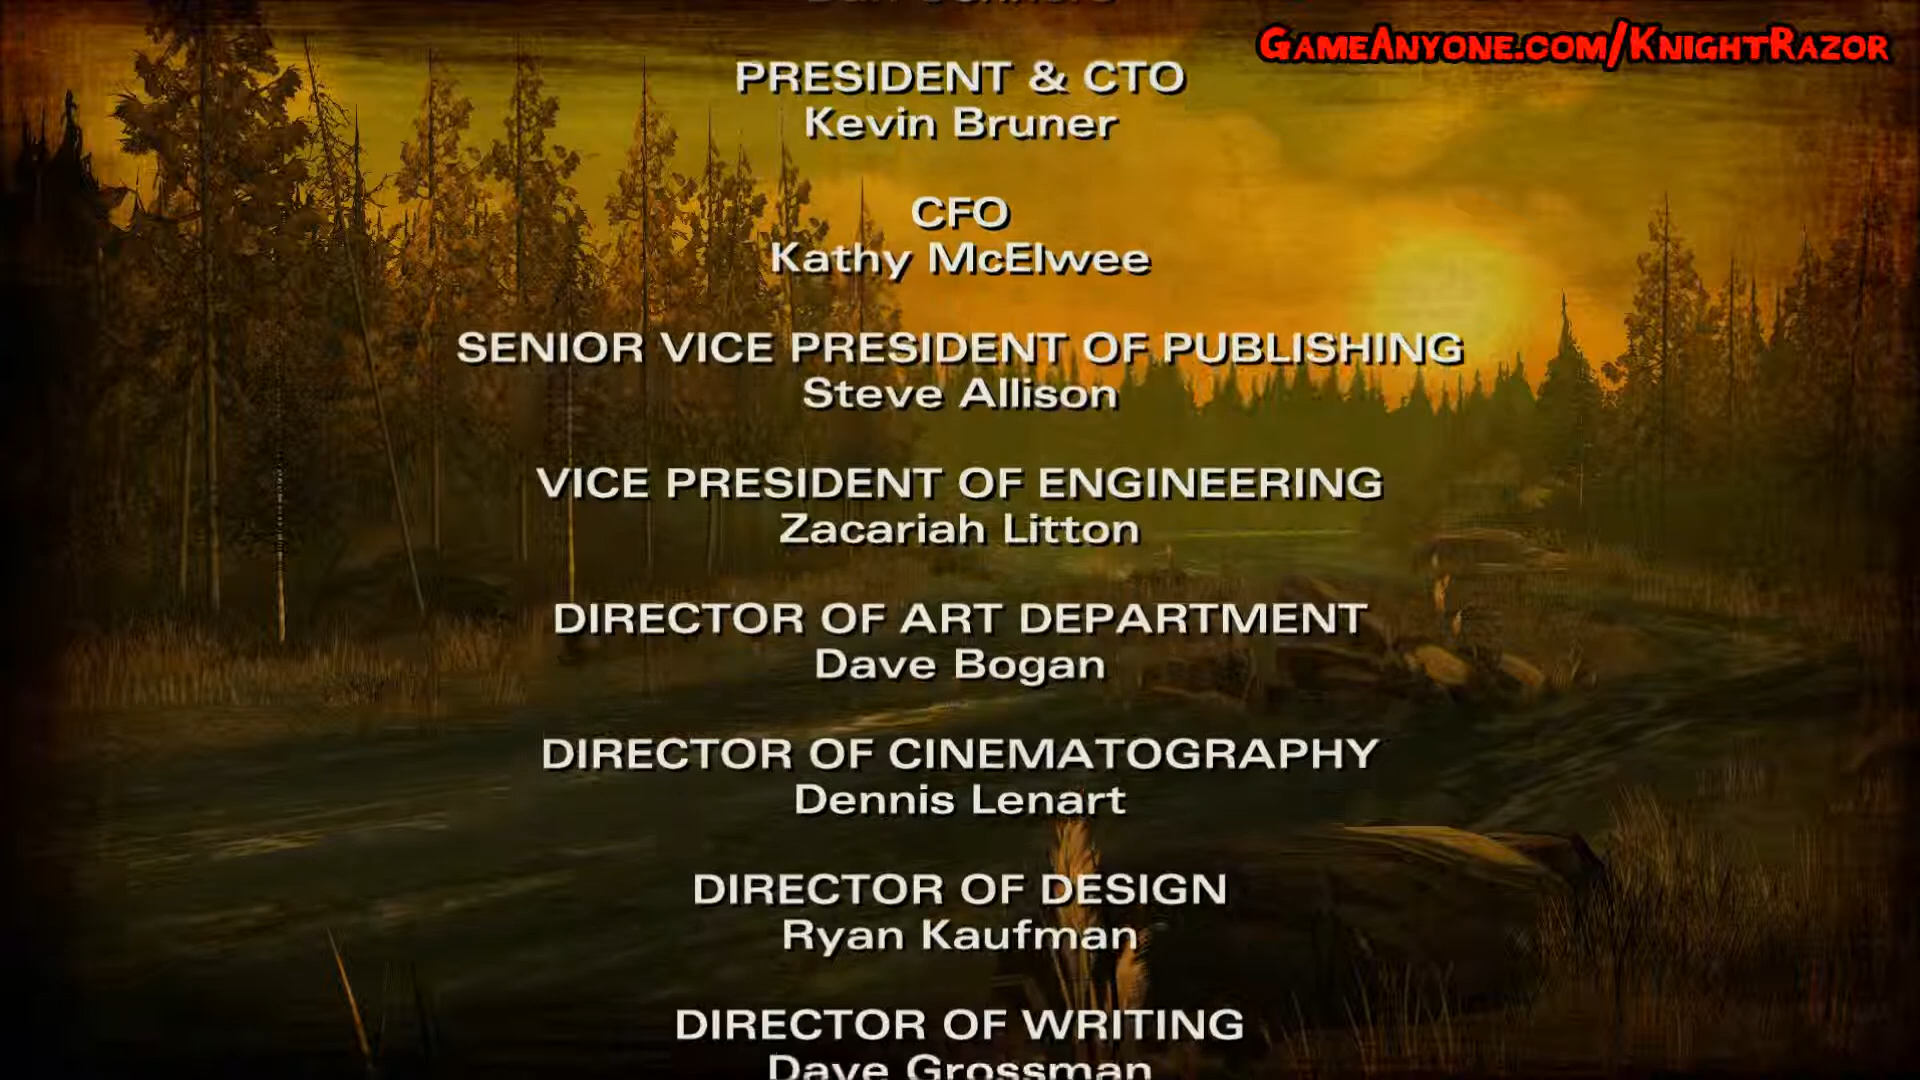 GameAnyone.com/KnightRazor
PRESIDENT & CTO
Kevin Bruner
CFO
Kathy McElwee
SENIOR VICE PRESIDENT OF PUBLISHING
Steve Allison
VICE PRESIDENT OF ENGINEERING
Zacariah Litton
DIRECTOR OF ART DEPARTMENT
Dave Bogan
DIRECTOR OF CINEMATOGRAPHY
Dennis Lenart
DIRECTOR OF DESIGN
Ryan Kaufman
DIRECTOR OF WRITING
Dave Grossman